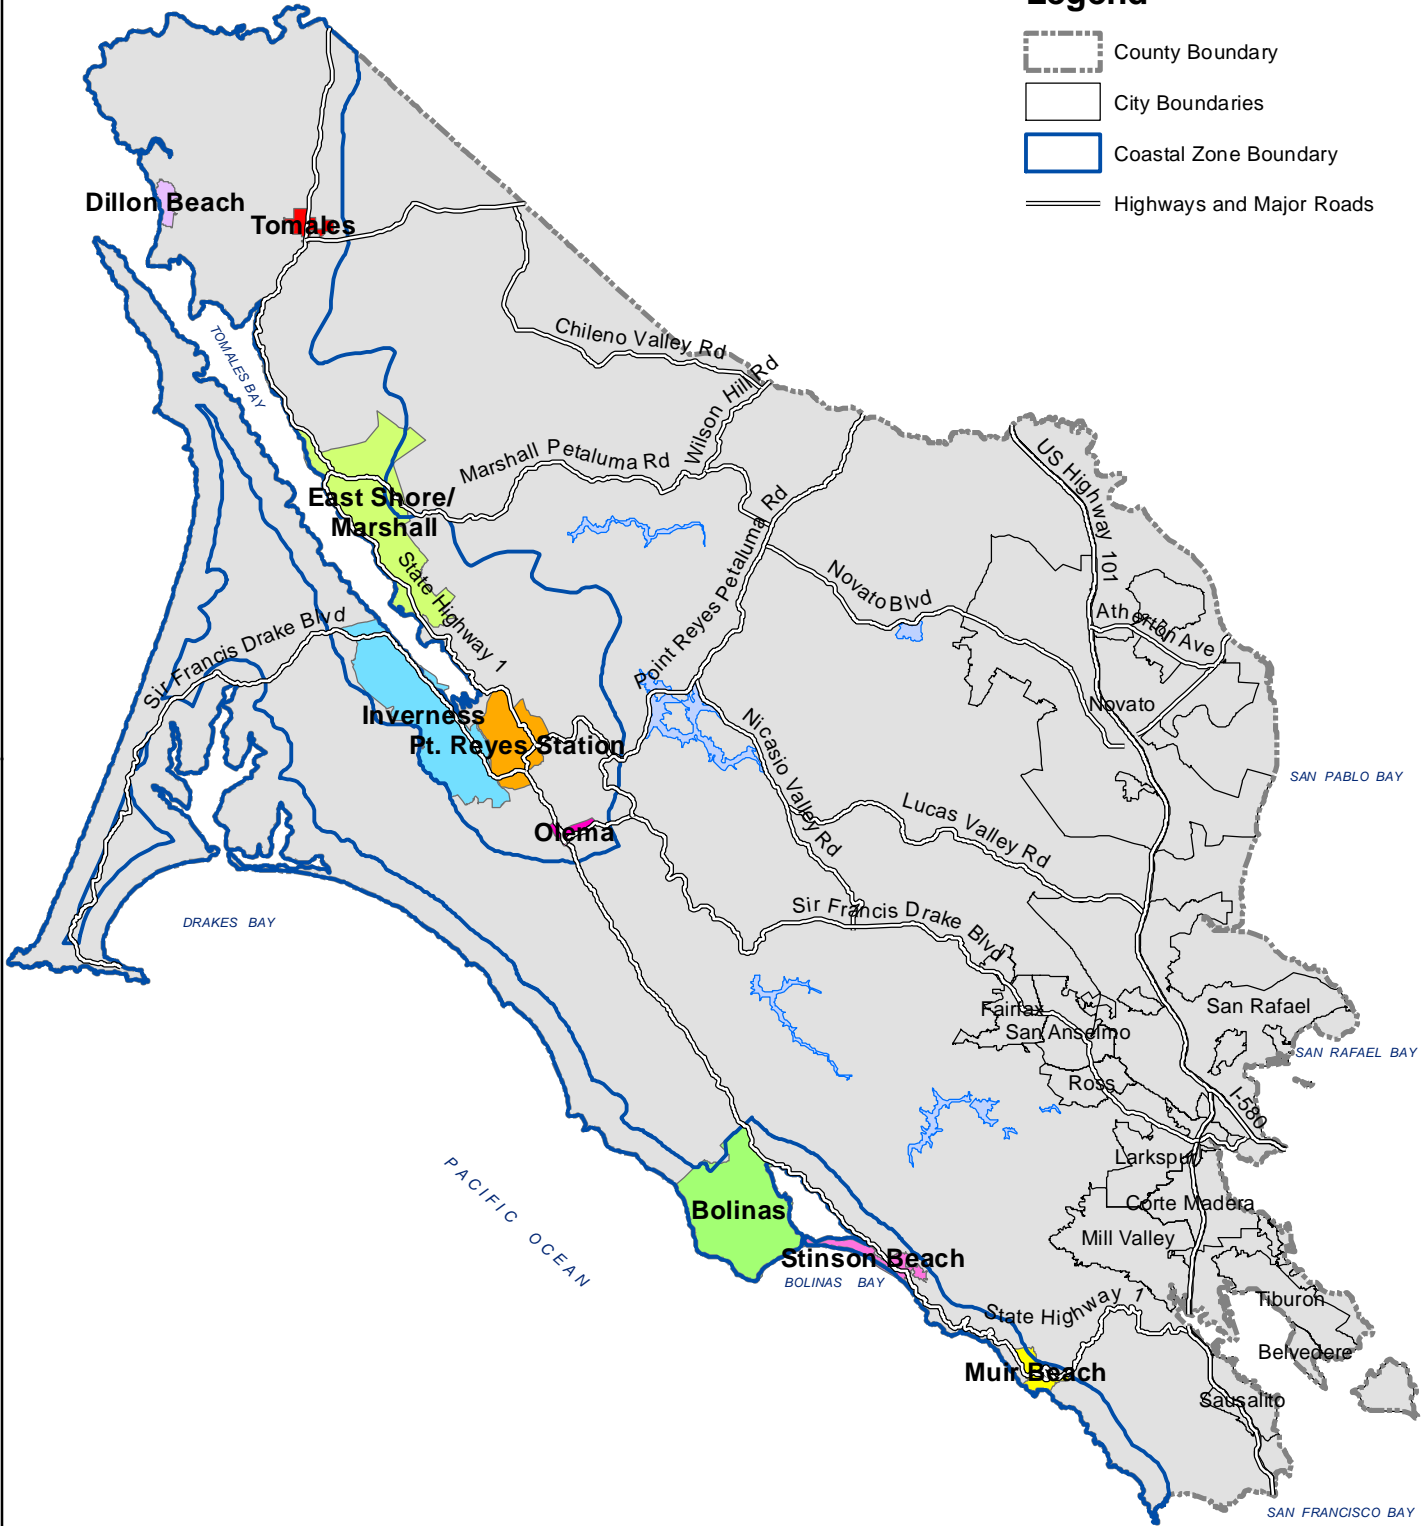 Legend
County Boundary
City Boundaries
Coastal Zone Boundary
Highways and Major Roads
Dillon Beach
Tomales
TOMALES BAY
Chileno Valley Rd
Wilson Hill Rd
Marshall Petaluma Rd
East Shore/
Marshall
State Highway 1
US Highway 101
Point Reyes Petaluma Rd
Novato Blvd
Atherton Ave
Sir Francis Drake Blvd
Inverness
Pt. Reyes Station
Novato
Nicasio Valley Rd
SAN PABLO BAY
Lucas Valley Rd
Olema
Sir Francis Drake Blvd
DRAKES BAY
Fairfax
San Rafael
San Anselmo
SAN RAFAEL BAY
Ross
I-580
Larkspur
PACIFIC OCEAN
Bolinas
Corte Madera
Mill Valley
Stinson Beach
BOLINAS BAY
State Highway 1
Tiburon
Belvedere
Muir Beach
Sausalito
SAN FRANCISCO BAY